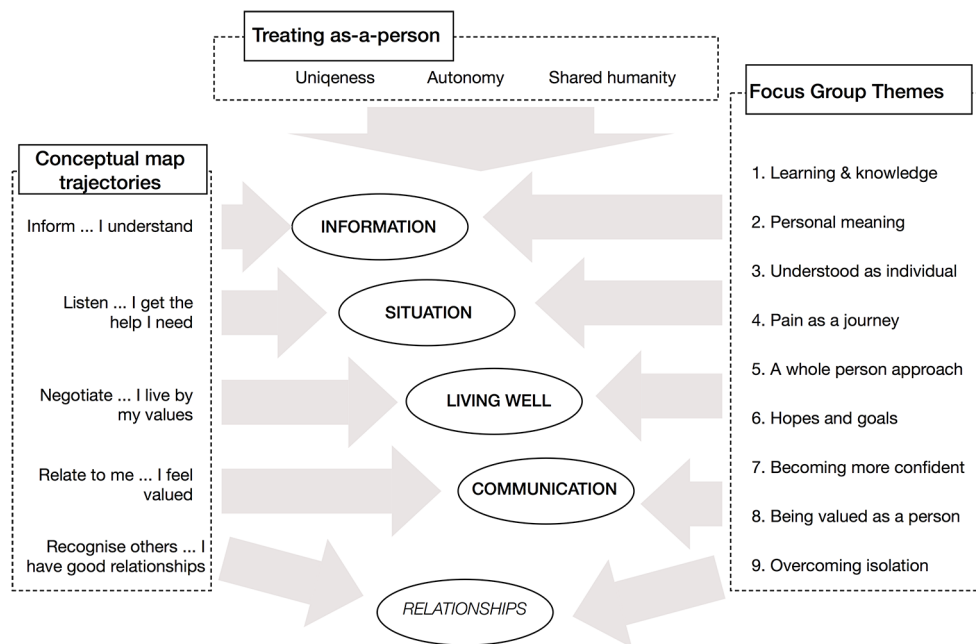 Treating as-a-person
Uniqeness Autonomy Shared humanity
Conceptual map
trajectories
Inform ... I understand
Listen ... I get the
help I need
Negotiate ... I live by
my values
Relate to me ... I feel
valued
Recognise others ... I
have good relationships
INFORMATION
SITUATION
LIVING WELL
COMMUNICATION
RELATIONSHIPS
Focus Group Themes
1. Learning & knowledge
2. Personal meaning
3. Understood as individual
4. Pain as a journey
5. A whole person approach
6. Hopes and goals
7. Becoming more confident
8. Being valued as a person
9. Overcoming isolation